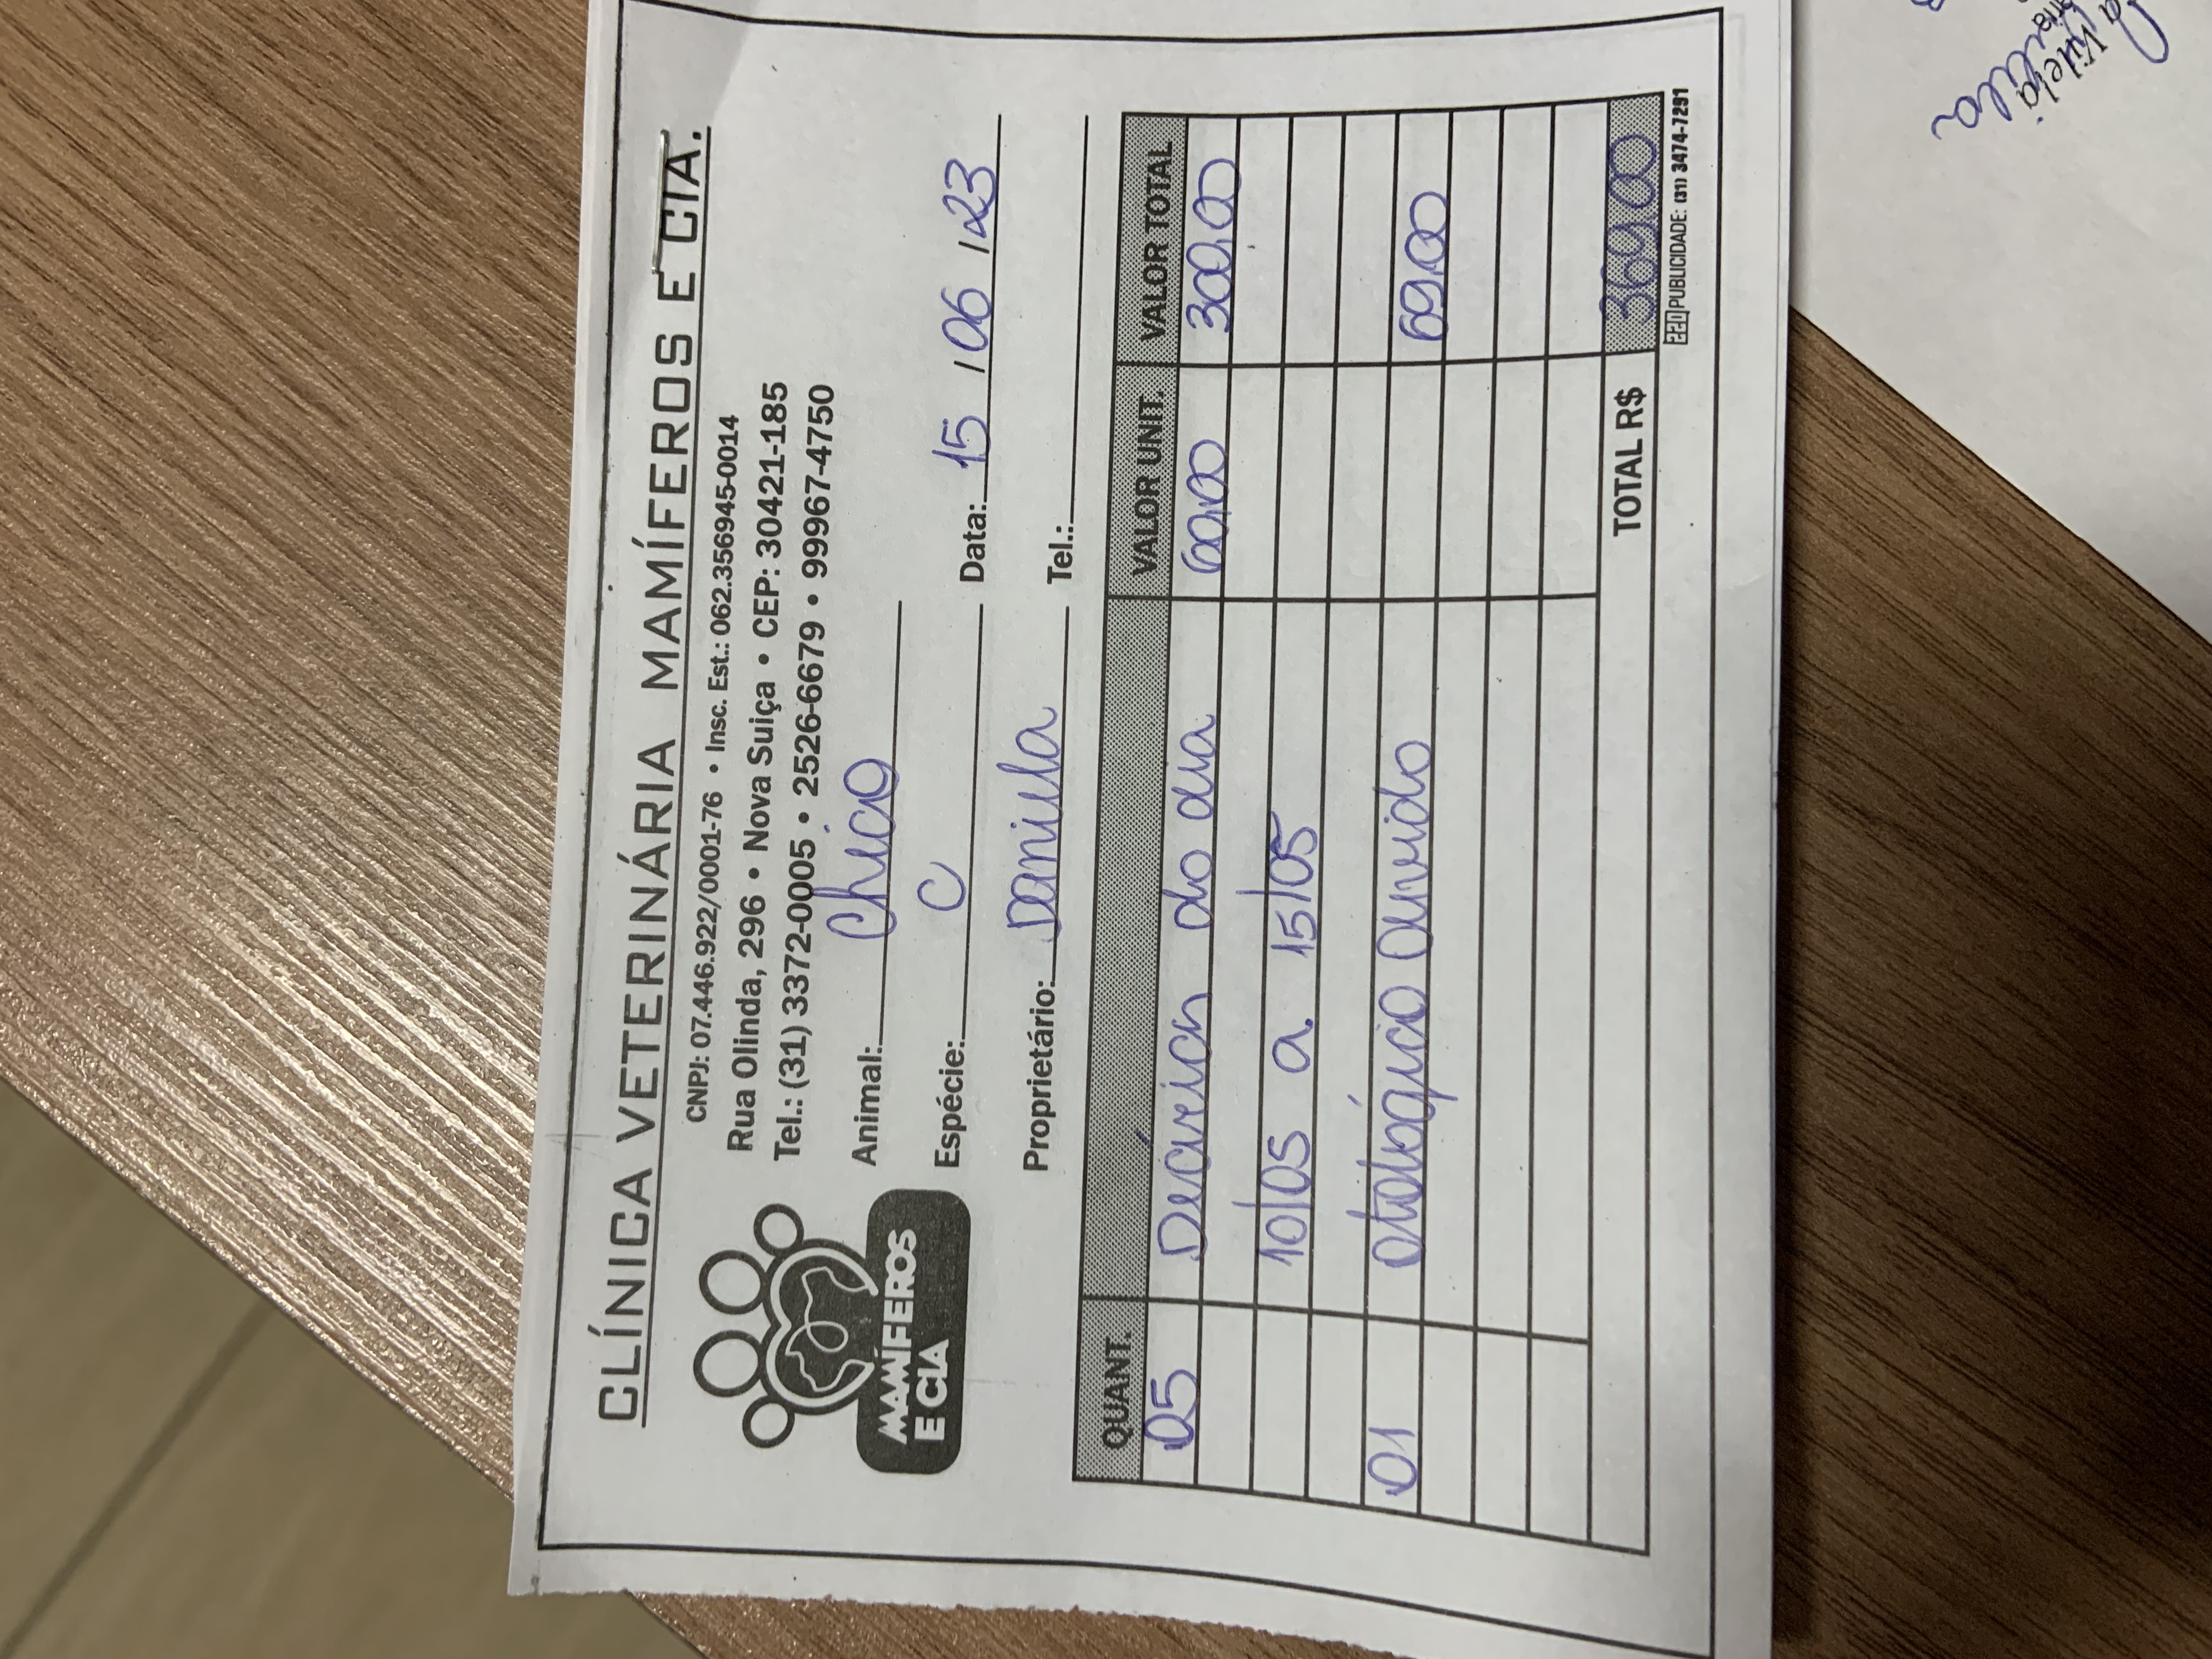 CLÍNICA VETERINÁRIA MAMÍFEROS E CIA.
CNPJ: 07.446.922/0001-76 • Insc. Est.: 062.356945-0014
Rua Olinda, 296 • Nova Suiça • CEP: 30421-185
Tel.: (31) 3372-0005 • 2526-6679 • 99967-4750
MAMÍFEROS
E CIA
Animal: Chico
Espécie: C Data: 15 / 06 / 23
Proprietário: Daniela Tel.:
QUANT. VALOR UNIT. VALOR TOTAL
05 do dia 60,00 300,00
10/05 a 15/05
01 otológico ouvido 69,00
TOTAL R$ 369,00
PUBLICIDADE: (31) 3474-7291
Vilela